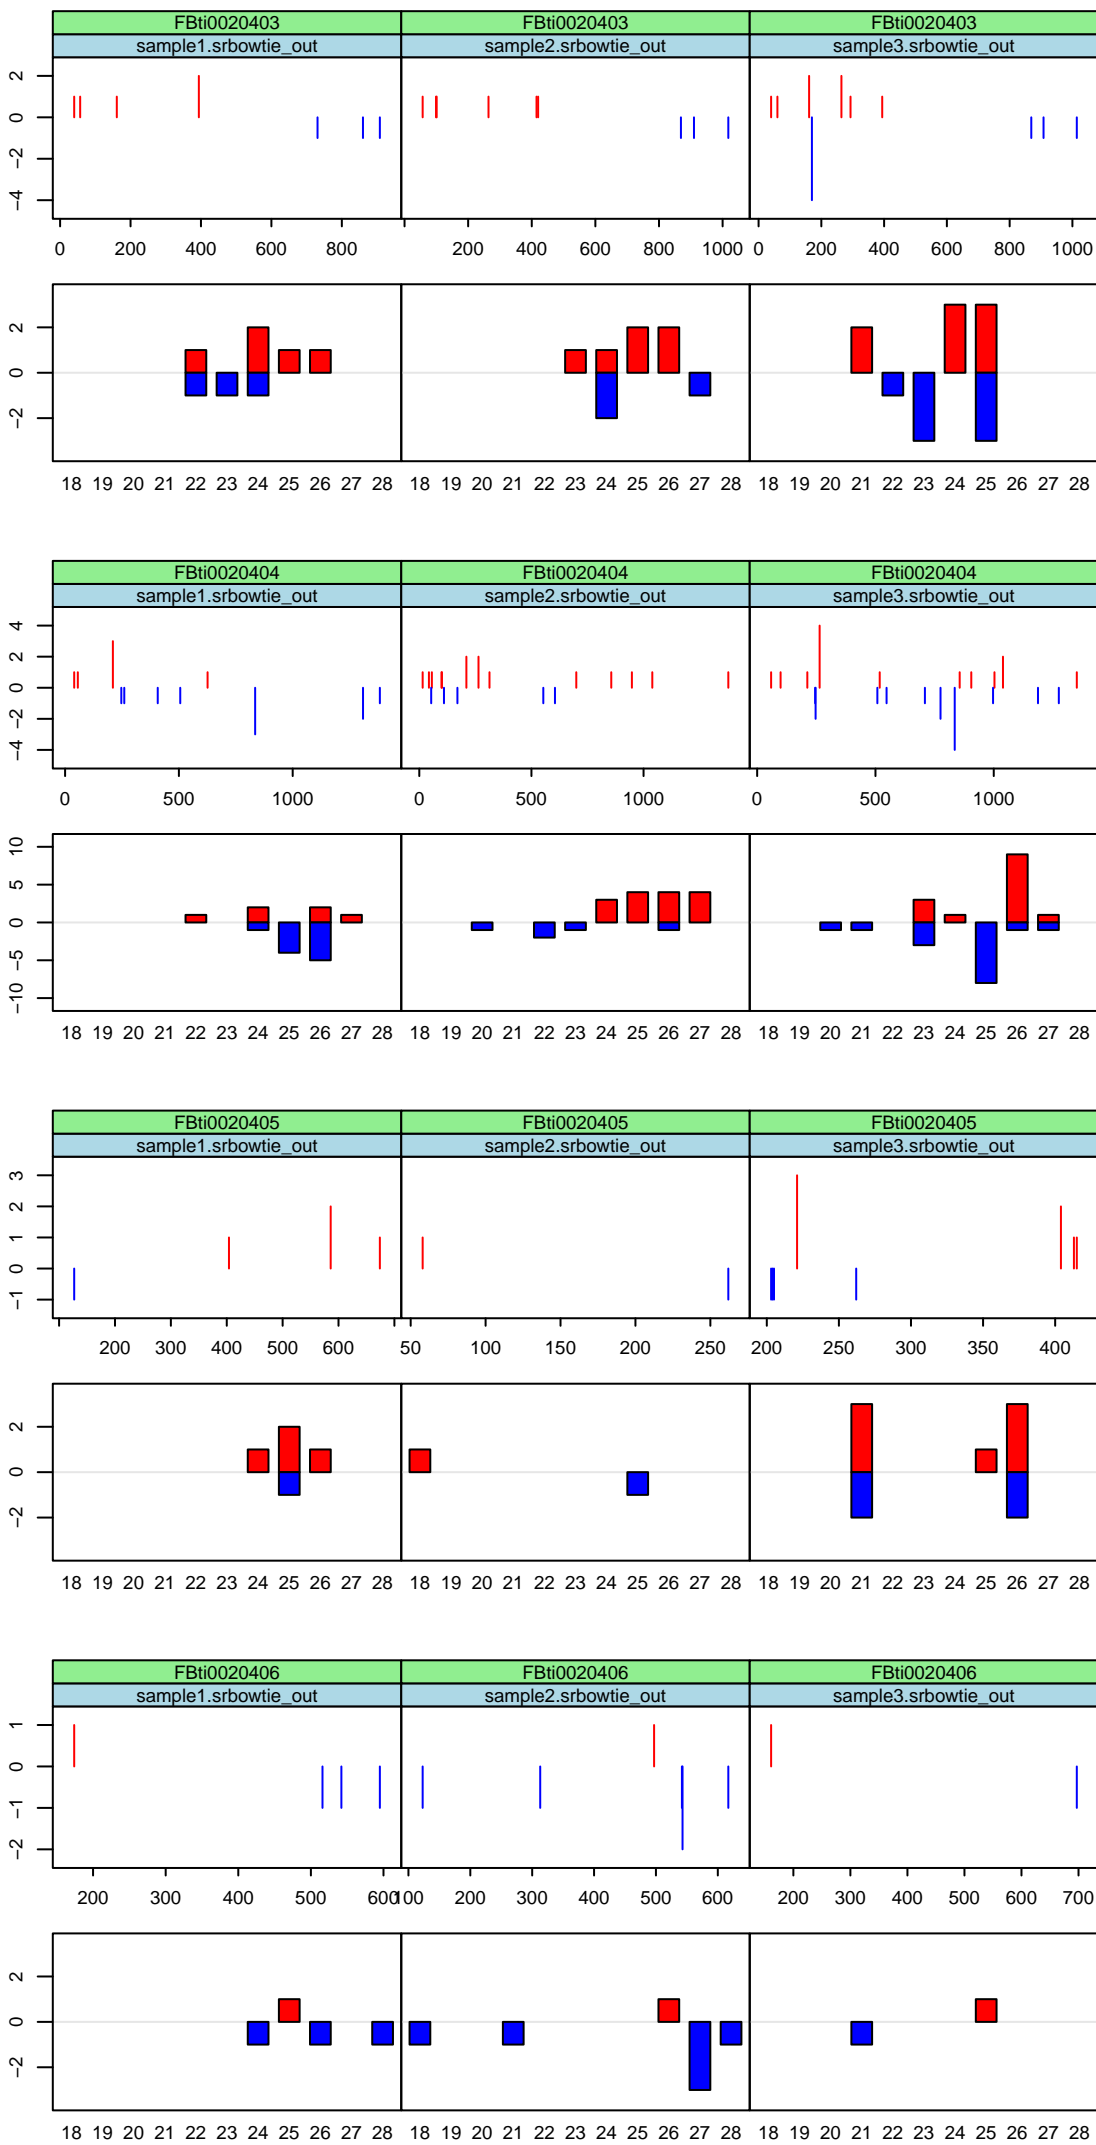 FBti0020403 FBti0020403 FBti0020403
sample1.srbowtie_out sample2.srbowtie_out sample3.srbowtie_out
2
0
−2
−4
0 200 400 600 800 200 400 600 800 1000 0 200 400 600 800 1000
2
0
−2
18 19 20 21 22 23 24 25 26 27 28 18 19 20 21 22 23 24 25 26 27 28 18 19 20 21 22 23 24 25 26 27 28
FBti0020404 FBti0020404 FBti0020404
sample1.srbowtie_out sample2.srbowtie_out sample3.srbowtie_out
4
2
0
−2
−4
0 500 1000 0 500 1000 0 500 1000
10
5
0
−5
−10
18 19 20 21 22 23 24 25 26 27 28 18 19 20 21 22 23 24 25 26 27 28 18 19 20 21 22 23 24 25 26 27 28
FBti0020405 FBti0020405 FBti0020405
sample1.srbowtie_out sample2.srbowtie_out sample3.srbowtie_out
3
2
1
0
−1
200 300 400 500 600 50 100 150 200 250 200 250 300 350 400
2
0
−2
18 19 20 21 22 23 24 25 26 27 28 18 19 20 21 22 23 24 25 26 27 28 18 19 20 21 22 23 24 25 26 27 28
FBti0020406 FBti0020406 FBti0020406
sample1.srbowtie_out sample2.srbowtie_out sample3.srbowtie_out
1
0
−1
−2
200 300 400 500 600 100 200 300 400 500 600 200 300 400 500 600 700
2
0
−2
18 19 20 21 22 23 24 25 26 27 28 18 19 20 21 22 23 24 25 26 27 28 18 19 20 21 22 23 24 25 26 27 28